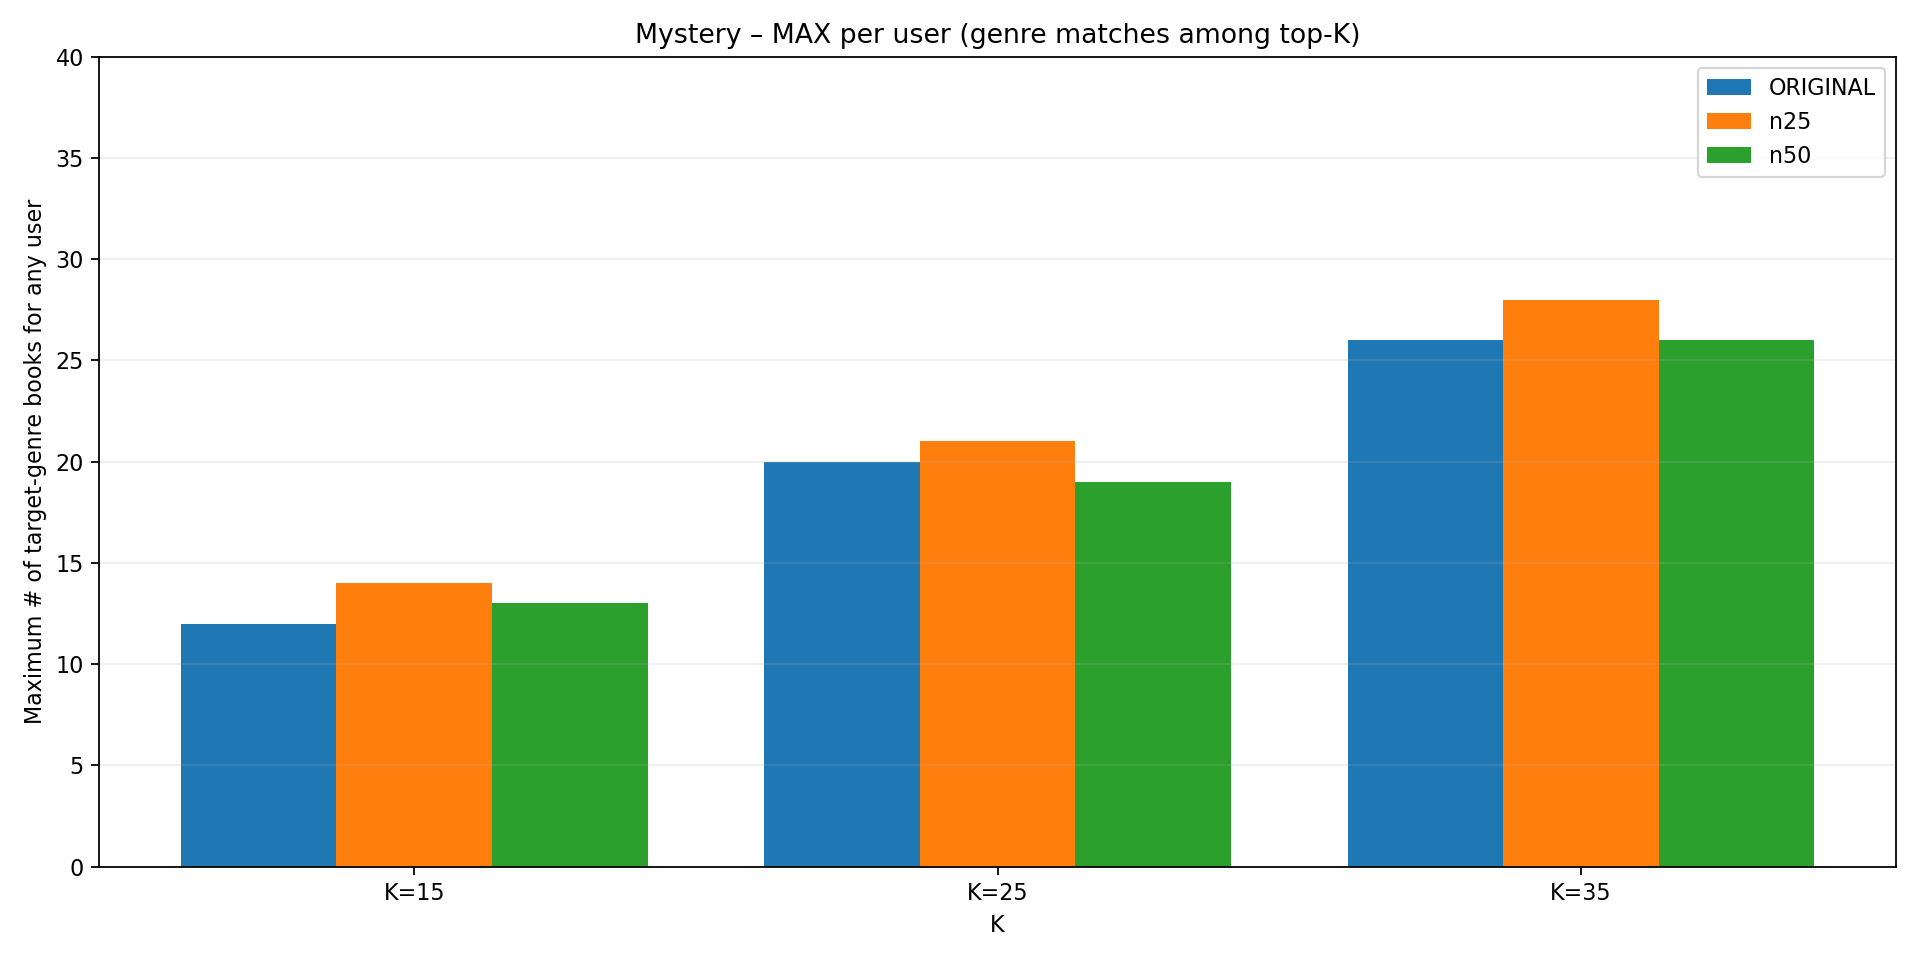 Mystery – MAX per user (genre matches among top-K)
ORIGINAL
n25
n50
Maximum # of target-genre books for any user
40
35
30
25
20
15
10
5
0
K=15 K=25 K=35
K